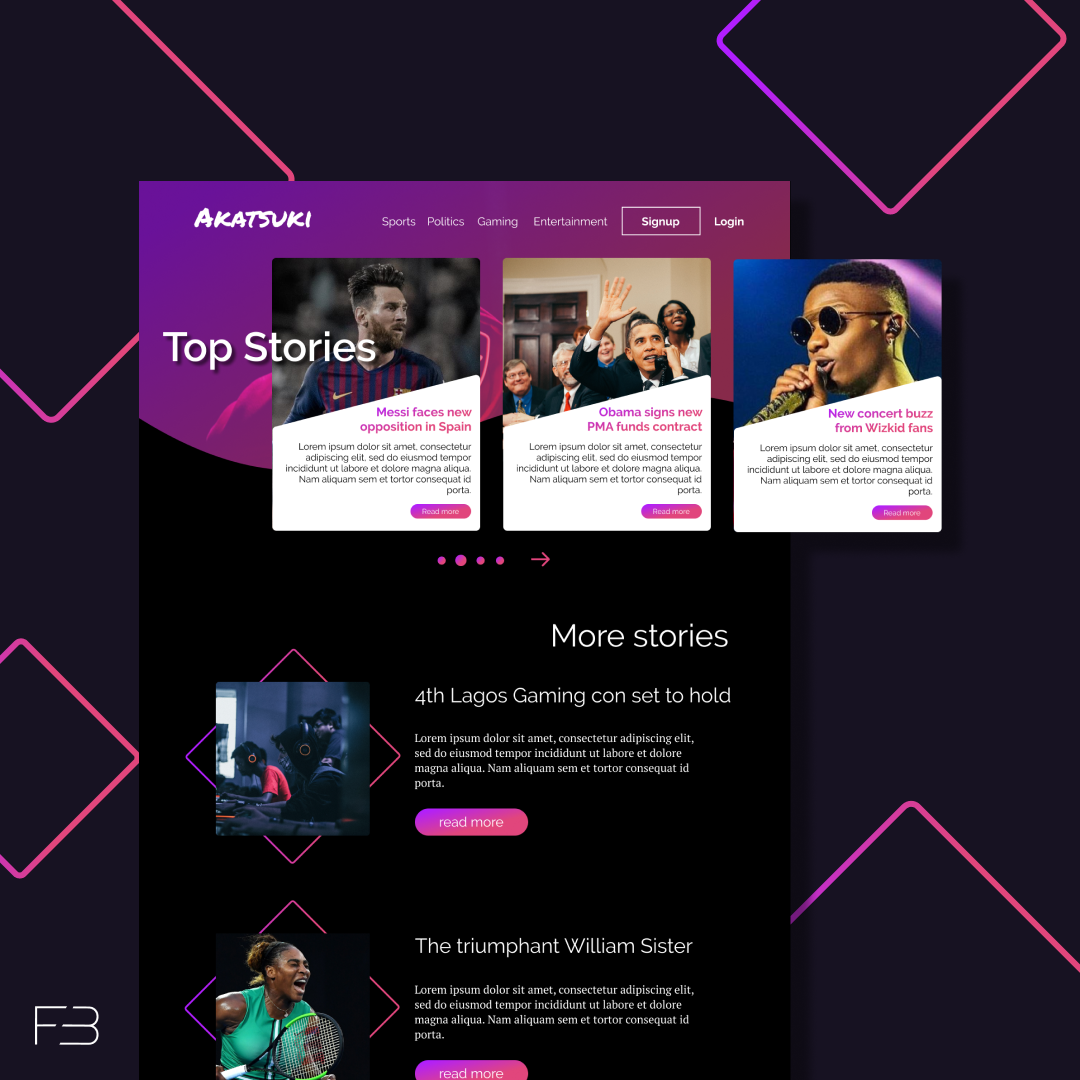 AKATSUKI
Sports Politics Gaming Entertainment Signup Login
Top Stories
Messi faces new
opposition in Spain
Lorem ipsum dolor sit amet, consectetur
adipiscing elit, sed do eiusmod tempor
incididunt ut labore et dolore magna aliqua.
Nam aliquam sem et tortor consequat id
porta.
Read more
Obama signs new
PMA funds contract
Lorem ipsum dolor sit amet, consectetur
adipiscing elit, sed do eiusmod tempor
incididunt ut labore et dolore magna aliqua.
Nam aliquam sem et tortor consequat id
porta.
Read more
New concert buzz
from Wizkid fans
Lorem ipsum dolor sit amet, consectetur
adipiscing elit, sed do eiusmod tempor
incididunt ut labore et dolore magna aliqua.
Nam aliquam sem et tortor consequat id
porta.
Read more
More stories
4th Lagos Gaming con set to hold
Lorem ipsum dolor sit amet, consectetur adipiscing elit,
sed do eiusmod tempor incididunt ut labore et dolore
magna aliqua. Nam aliquam sem et tortor consequat id
porta.
read more
The triumphant William Sister
Lorem ipsum dolor sit amet, consectetur adipiscing elit,
sed do eiusmod tempor incididunt ut labore et dolore
magna aliqua. Nam aliquam sem et tortor consequat id
porta.
read more
FB